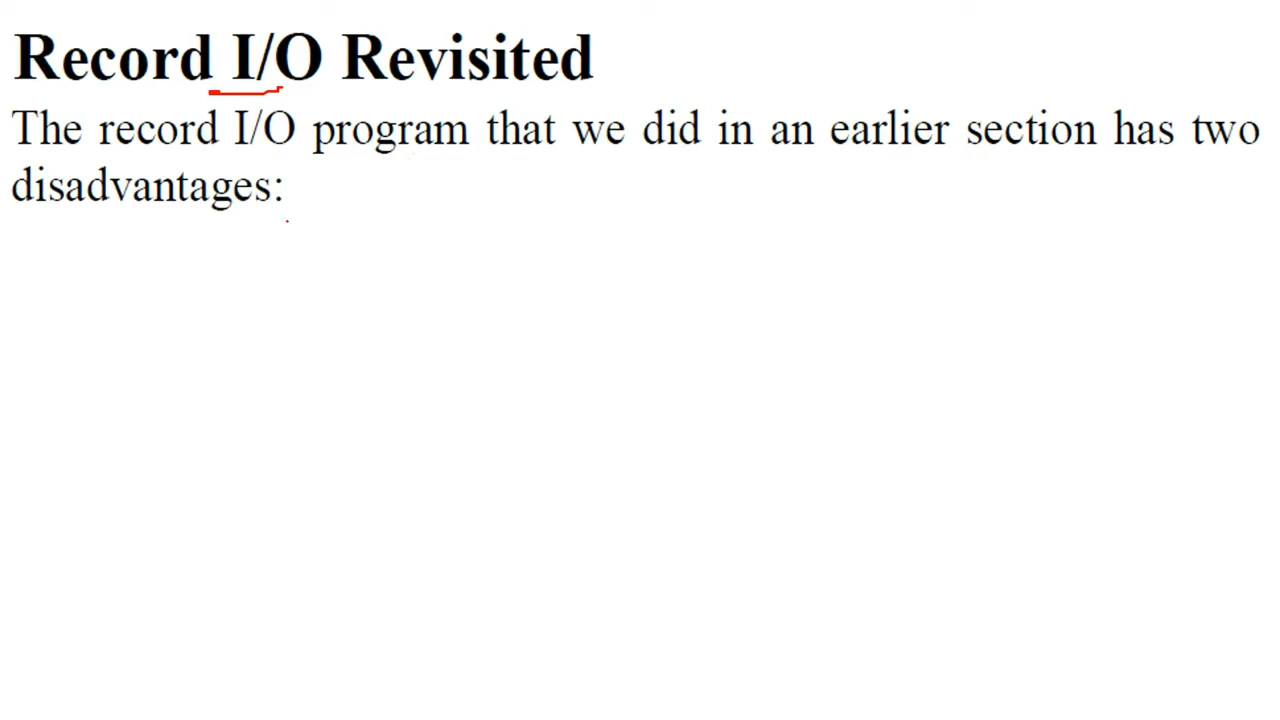 Record I/O Revisited
The record I/O program that we did in an earlier section has two
disadvantages: